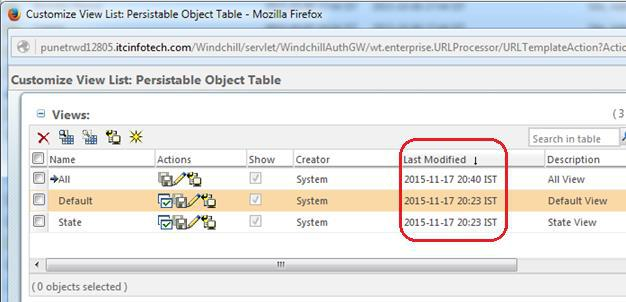 Customize View List: Persistable Object Table - Mozilla Firefox
punetrwd12805.itcinfotech.com/Windchill/servlet/WindchillAuthGW/wt.enterprise.URLProcessor/URLTemplateAction?Actio
Customize View List: Persistable Object Table
Views: ( 3
Search in table
Name Actions Show Creator Last Modified ↓ Description
All System 2015-11-17 20:40 IST All View
Default System 2015-11-17 20:23 IST Default View
State System 2015-11-17 20:23 IST State View
( 0 objects selected )